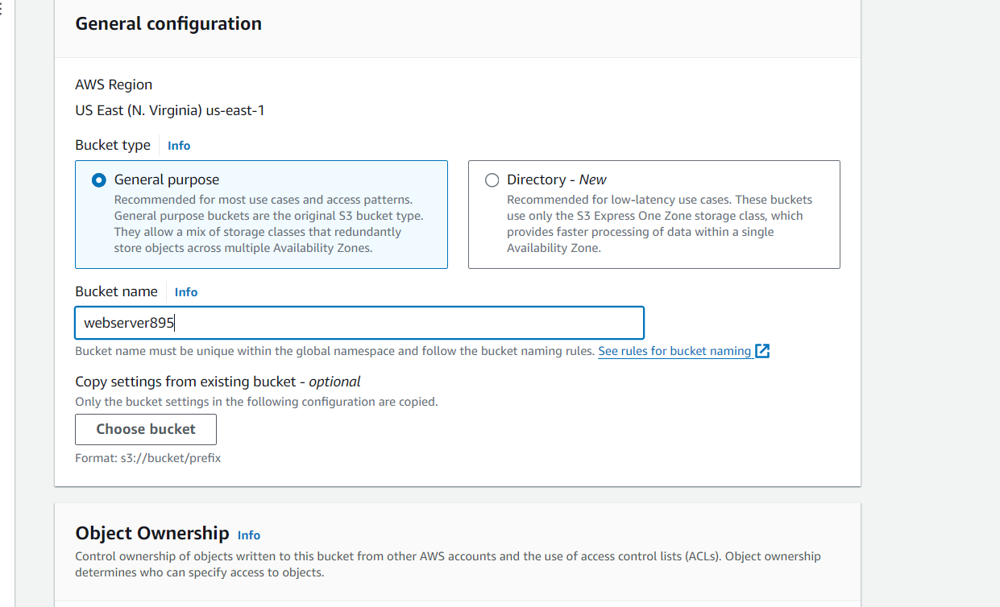 General configuration
AWS Region
US East (N. Virginia) us-east-1
Bucket type Info
General purpose
Recommended for most use cases and access patterns.
General purpose buckets are the original S3 bucket type.
They allow a mix of storage classes that redundantly
store objects across multiple Availability Zones.
Directory - New
Recommended for low-latency use cases. These buckets
use only the S3 Express One Zone storage class, which
provides faster processing of data within a single
Availability Zone.
Bucket name Info
webserver895
Bucket name must be unique within the global namespace and follow the bucket naming rules. See rules for bucket naming
Copy settings from existing bucket - optional
Only the bucket settings in the following configuration are copied.
Choose bucket
Format: s3://bucket/prefix
Object Ownership Info
Control ownership of objects written to this bucket from other AWS accounts and the use of access control lists (ACLs). Object ownership
determines who can specify access to objects.